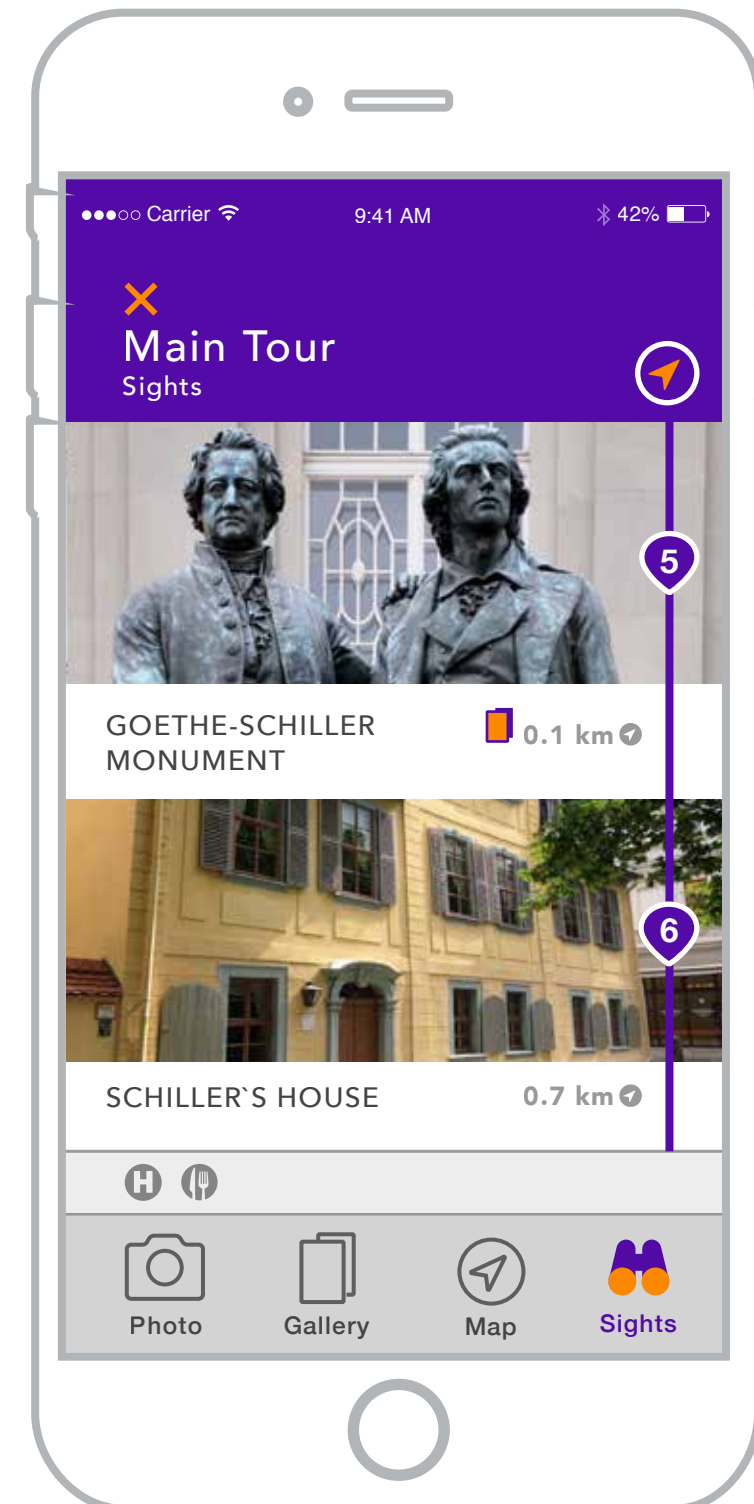 Carrier 9:41 AM 42%
Main Tour
Sights
5
GOETHE-SCHILLER 0.1 km
MONUMENT
6
SCHILLER`S HOUSE 0.7 km
H
Photo Gallery Map Sights